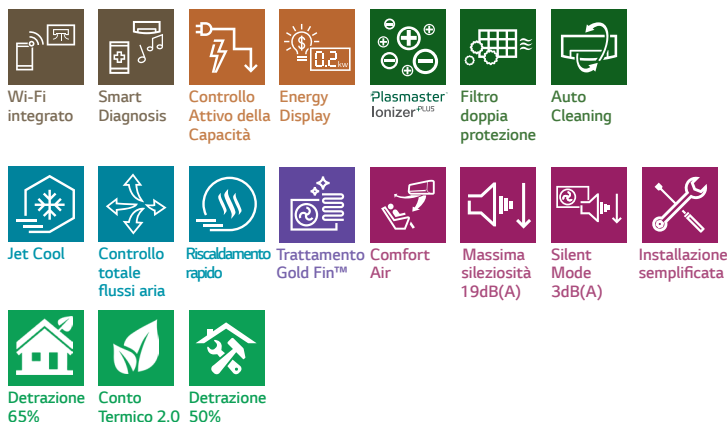 0.2 kw
Wi-Fi
integrato
Smart
Diagnosis
Controllo
Attivo della
Capacità
Energy
Display
Plasmaster
Ionizer PLUS
Filtro
doppia
protezione
Auto
Cleaning
Jet Cool
Controllo
totale
flussi aria
Riscaldamento
rapido
Trattamento
Gold Fin™
Comfort
Air
Massima
sileziosità
19dB(A)
Silent
Mode
3dB(A)
Installazione
semplificata
Detrazione
65%
Conto
Termico 2.0
Detrazione
50%